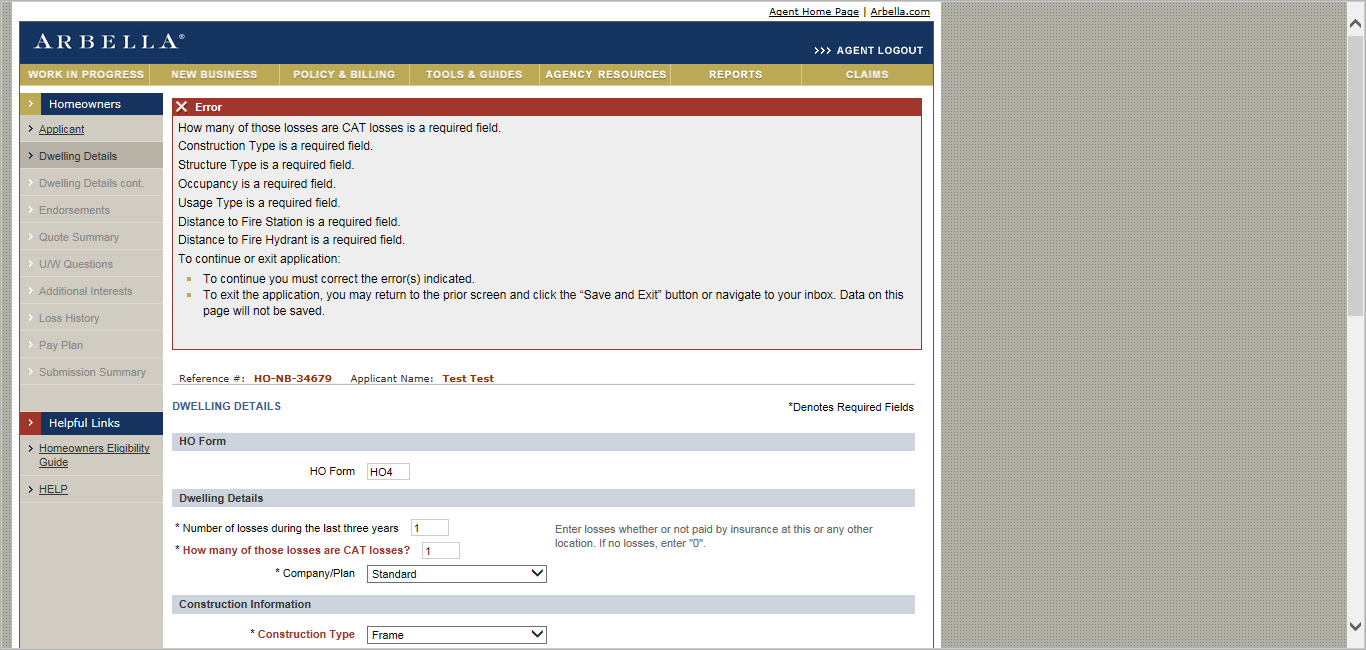 Agent Home Page | Arbella.com
ARBELLA®
>>> AGENT LOGOUT
WORK IN PROGRESS NEW BUSINESS POLICY & BILLING TOOLS & GUIDES AGENCY RESOURCES REPORTS CLAIMS
Homeowners
Applicant
Dwelling Details
Dwelling Details cont.
Endorsements
Quote Summary
U/W Questions
Additional Interests
Loss History
Pay Plan
Submission Summary
Helpful Links
Homeowners Eligibility
Guide
HELP
Error
How many of those losses are CAT losses is a required field.
Construction Type is a required field.
Structure Type is a required field.
Occupancy is a required field.
Usage Type is a required field.
Distance to Fire Station is a required field.
Distance to Fire Hydrant is a required field.
To continue or exit application:
To continue you must correct the error(s) indicated.
To exit the application, you may return to the prior screen and click the “Save and Exit” button or navigate to your inbox. Data on this
page will not be saved.
Reference #: HO-NB-34679 Applicant Name: Test Test
DWELLING DETAILS
*Denotes Required Fields
HO Form
HO Form HO4
Dwelling Details
* Number of losses during the last three years 1
Enter losses whether or not paid by insurance at this or any other
location. If no losses, enter "0".
* How many of those losses are CAT losses? 1
* Company/Plan Standard
Construction Information
* Construction Type Frame